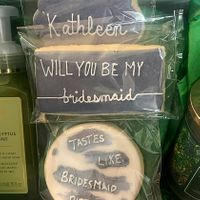 Kathleen
WILL YOU BE MY
bridesmaid
TASTES
LIKE
BRIDESMAID